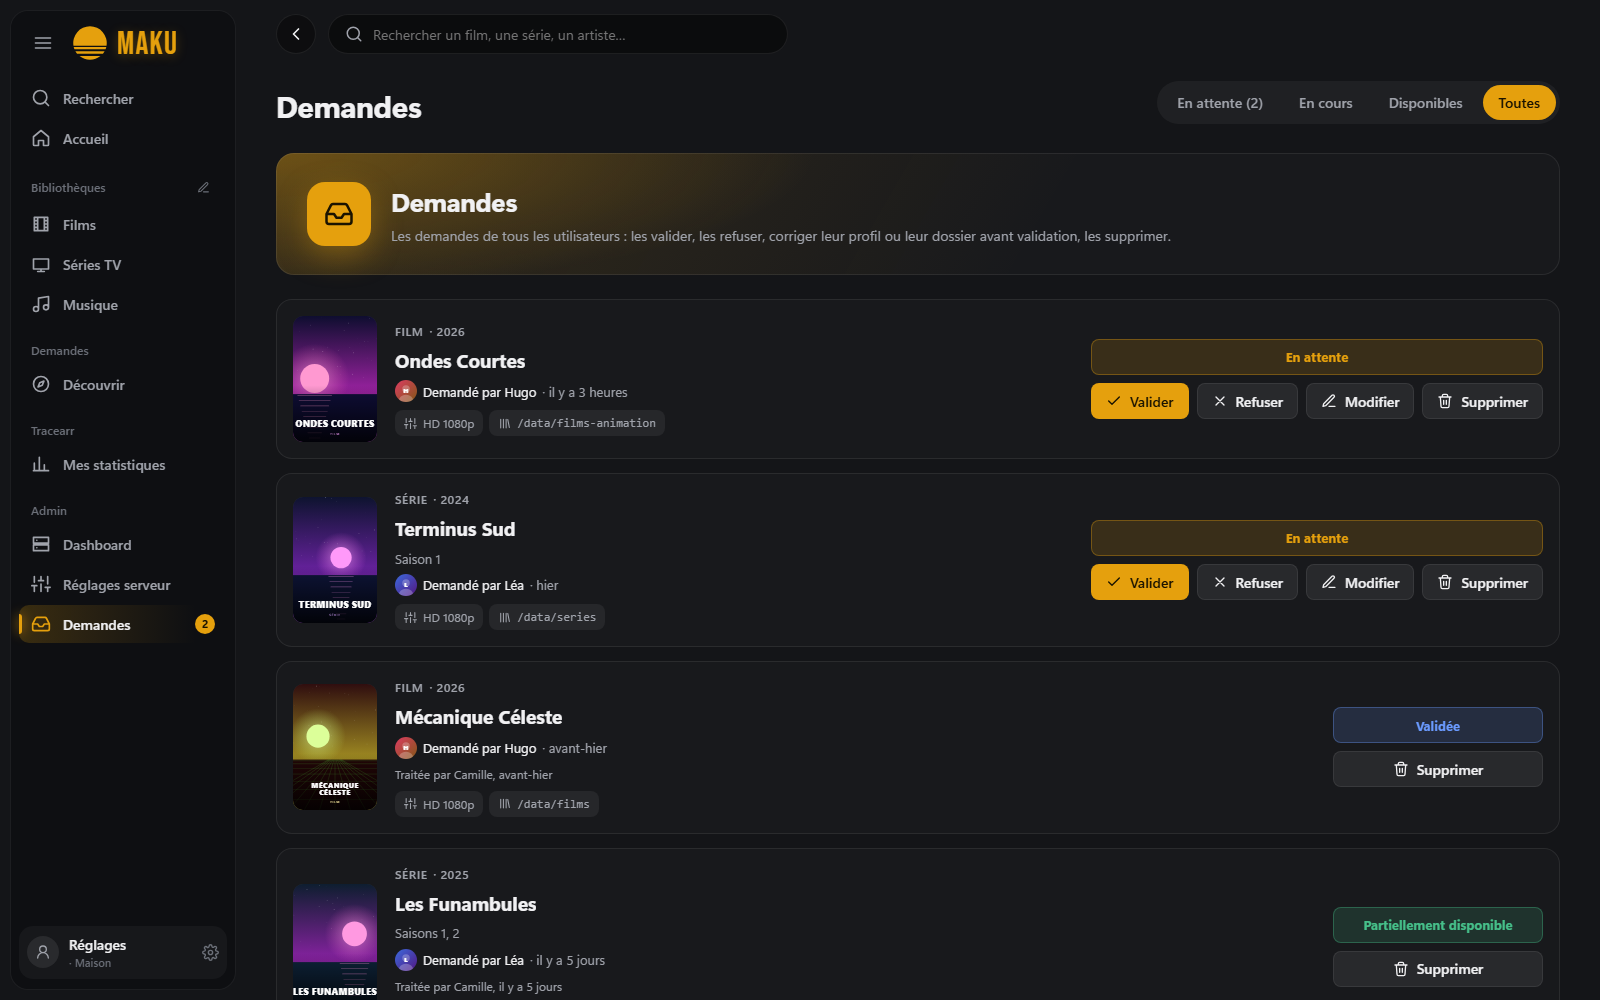 MAKU
Rechercher
Accueil
Bibliothèques
Films
Séries TV
Musique
Demandes
Découvrir
Tracearr
Mes statistiques
Admin
Dashboard
Réglages serveur
Demandes 2
Réglages
· Maison
Rechercher un film, une série, un artiste...
Demandes
En attente (2) En cours Disponibles Toutes
Demandes
Les demandes de tous les utilisateurs : les valider, les refuser, corriger leur profil ou leur dossier avant validation, les supprimer.
ONDES COURTES
FILM
FILM · 2026
Ondes Courtes
Demandé par Hugo · il y a 3 heures
HD 1080p /data/films-animation
En attente
Valider Refuser Modifier Supprimer
TERMINUS SUD
SÉRIE · 2024
Terminus Sud
Saison 1
Demandé par Léa · hier
HD 1080p /data/series
En attente
Valider Refuser Modifier Supprimer
MÉCANIQUE
CÉLESTE
FILM
FILM · 2026
Mécanique Céleste
Demandé par Hugo · avant-hier
Traitée par Camille, avant-hier
HD 1080p /data/films
Validée
Supprimer
LES FUNAMBULES
SÉRIE · 2025
Les Funambules
Saisons 1, 2
Demandé par Léa · il y a 5 jours
Traitée par Camille, il y a 5 jours
Partiellement disponible
Supprimer